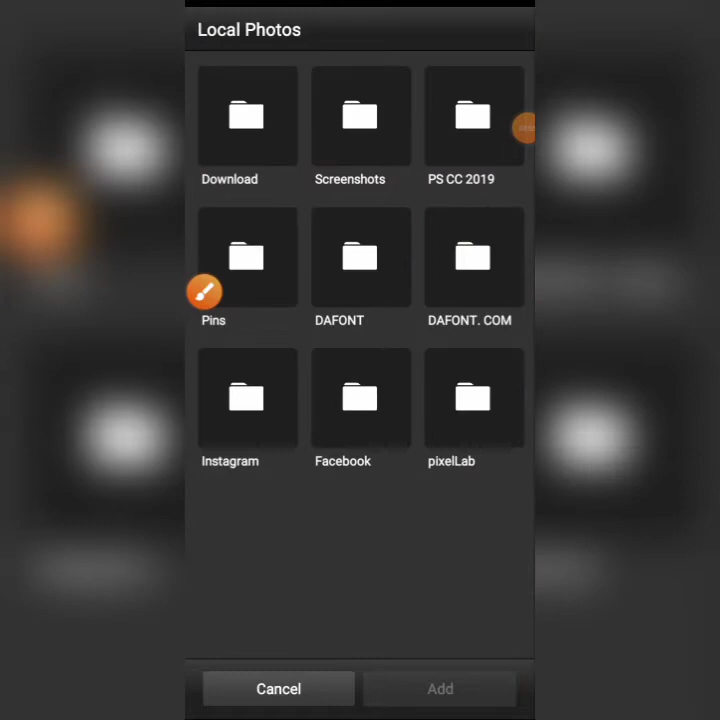 Local Photos
Download
Screenshots
PS CC 2019
Pins
DAFONT
DAFONT. COM
Instagram
Facebook
pixelLab
Cancel
Add